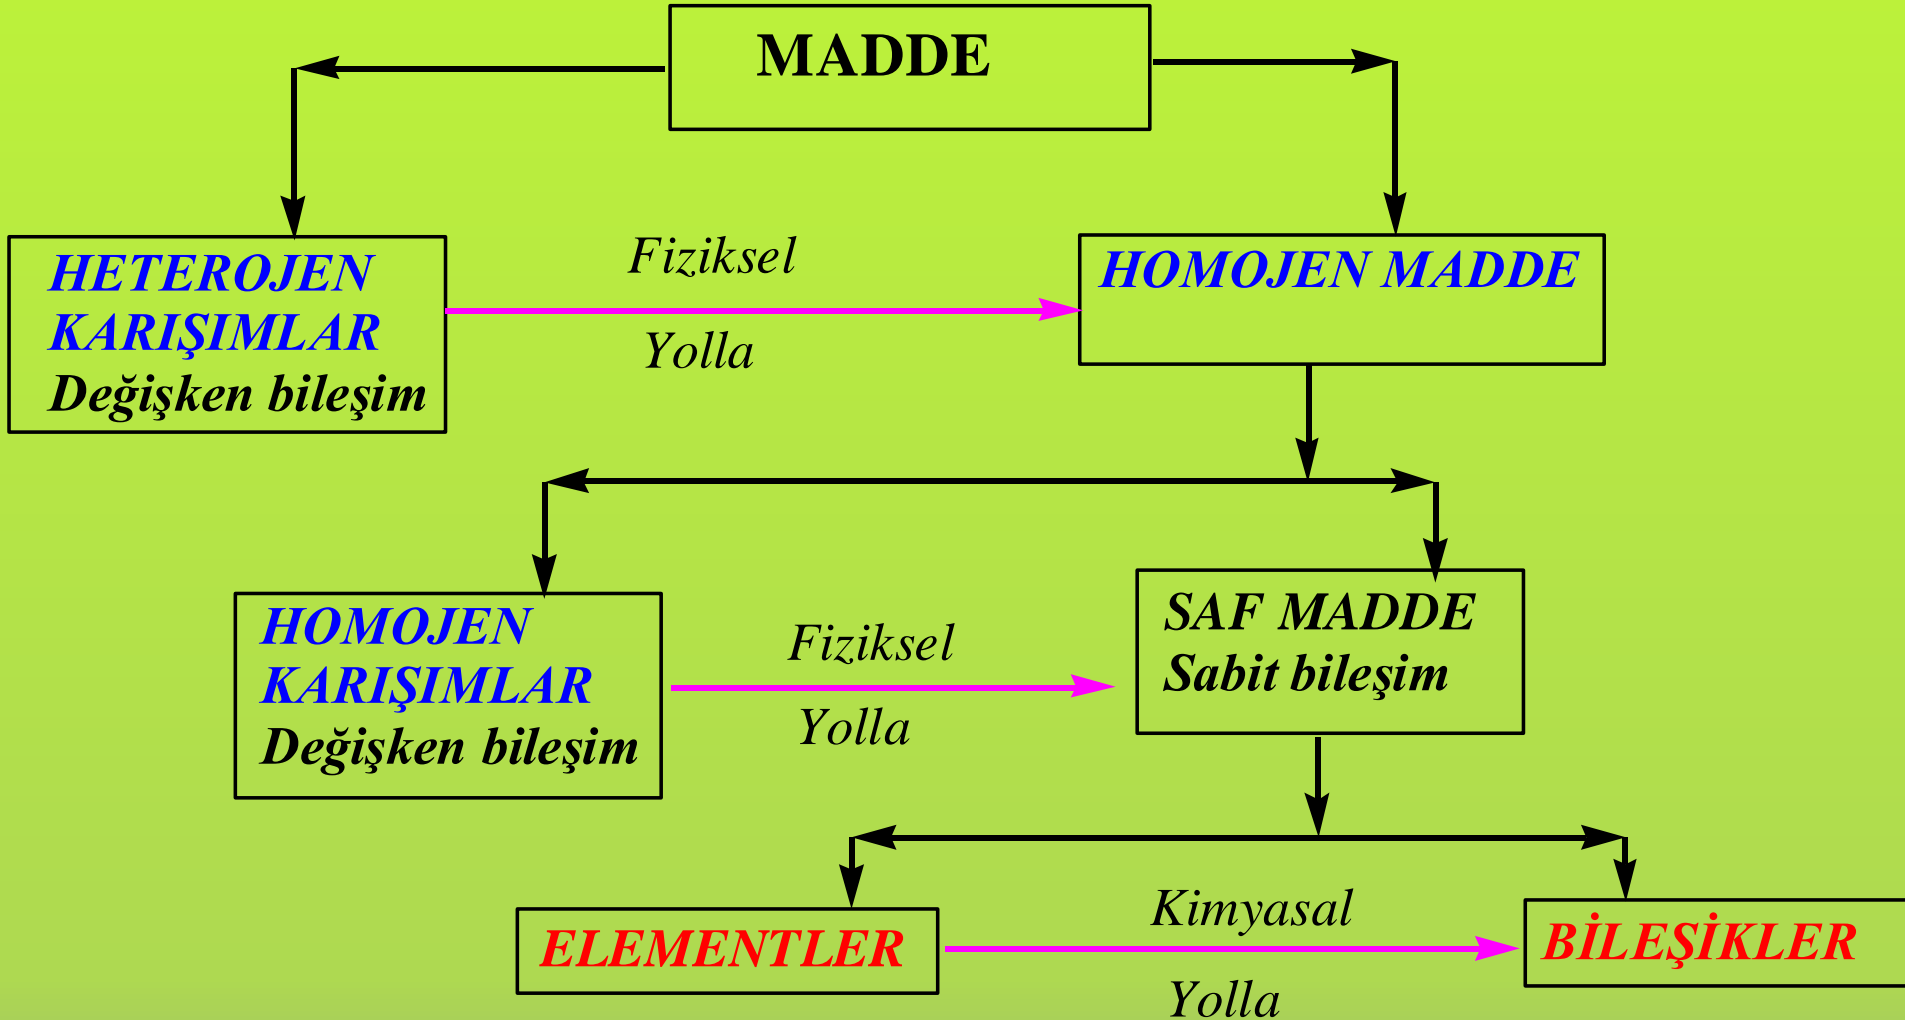 MADDE
HETEROJEN
KARIŞIMLAR
Değişken bileşim
Fiziksel
Yolla
HOMOJEN MADDE
HOMOJEN
KARIŞIMLAR
Değişken bileşim
Fiziksel
Yolla
SAF MADDE
Sabit bileşim
ELEMENTLER
Kimyasal
Yolla
BİLEŞİKLER